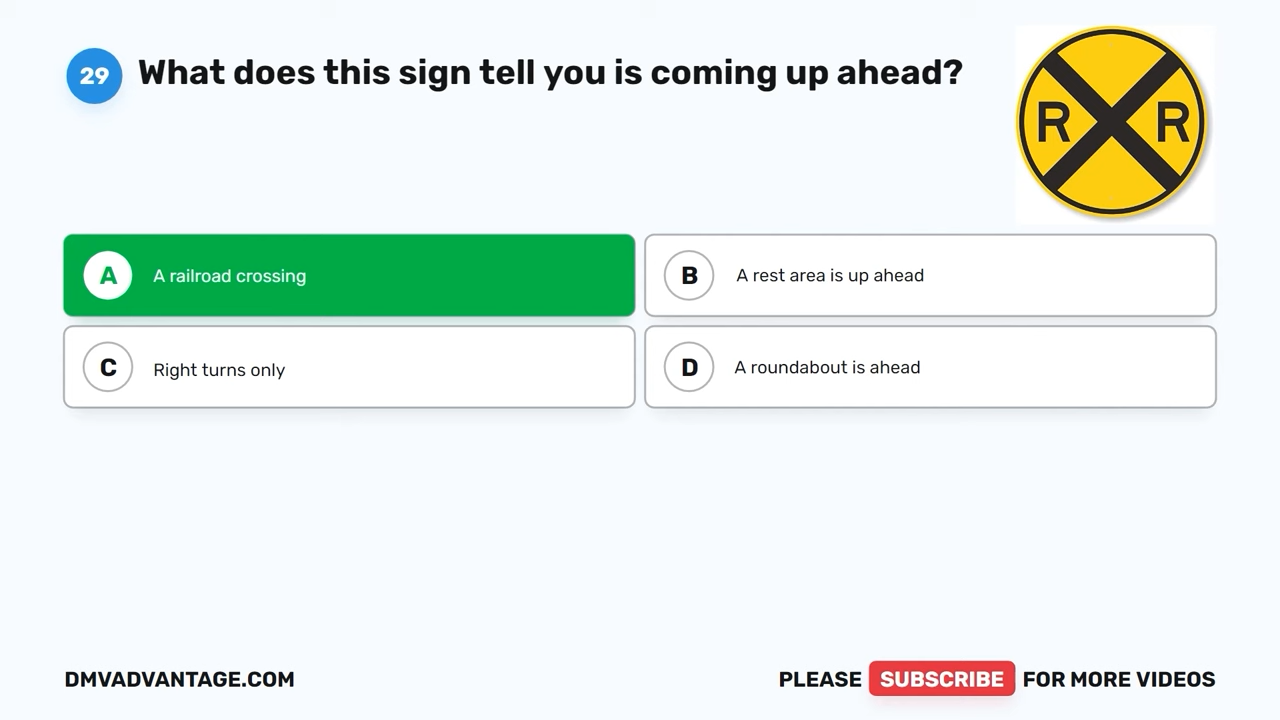 29 What does this sign tell you is coming up ahead?
R R
A A railroad crossing
B A rest area is up ahead
C Right turns only
D A roundabout is ahead
DMVADVANTAGE.COM
PLEASE SUBSCRIBE FOR MORE VIDEOS